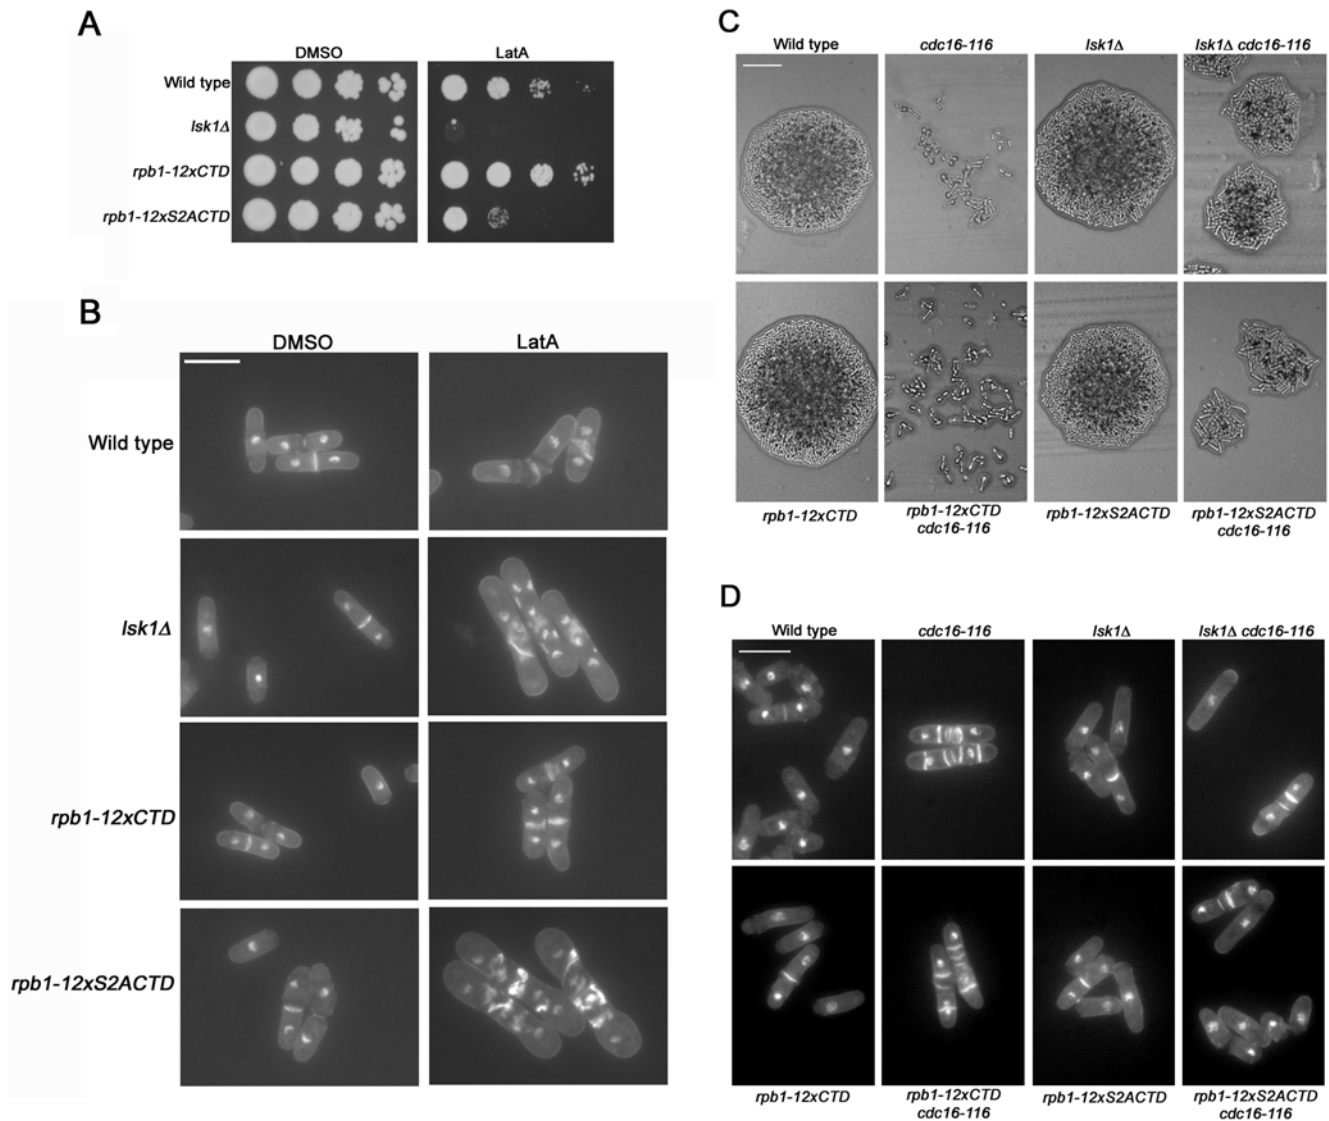 A
DMSO LatA
Wild type
lsk1Δ
rpb1-12xCTD
rpb1-12xS2ACTD
B
DMSO LatA
Wild type
lsk1Δ
rpb1-12xCTD
rpb1-12xS2ACTD
C
Wild type cdc16-116 lsk1Δ lsk1Δ cdc16-116
rpb1-12xCTD rpb1-12xCTD rpb1-12xS2ACTD rpb1-12xS2ACTD
cdc16-116 cdc16-116
D
Wild type cdc16-116 lsk1Δ lsk1Δ cdc16-116
rpb1-12xCTD rpb1-12xCTD rpb1-12xS2ACTD rpb1-12xS2ACTD
cdc16-116 cdc16-116